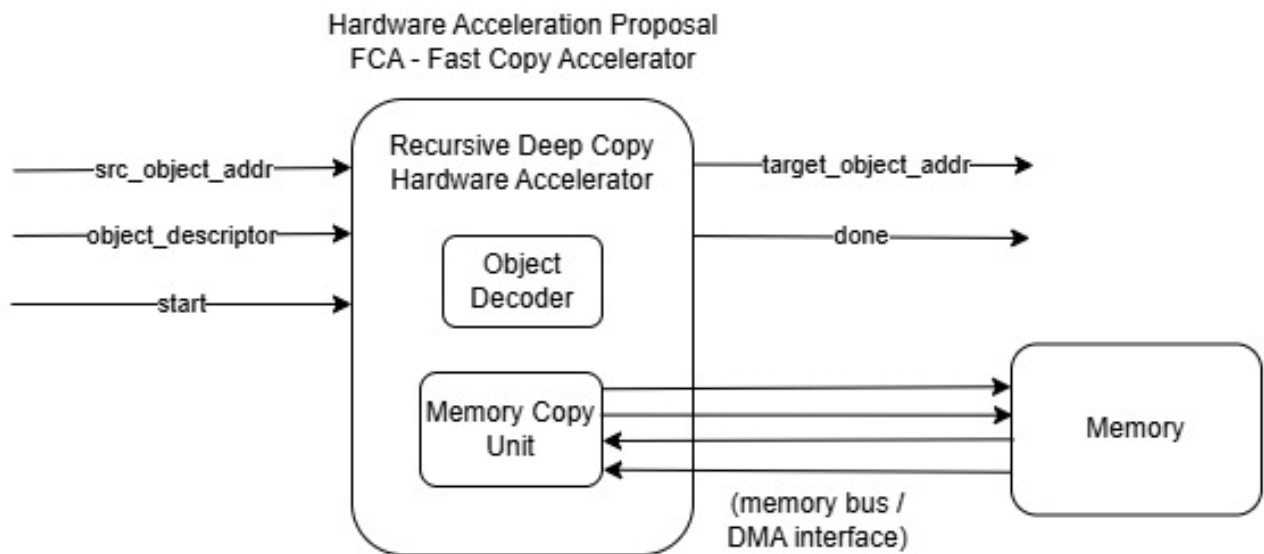 Hardware Acceleration Proposal
FCA - Fast Copy Accelerator
Recursive Deep Copy
Hardware Accelerator
src_object_addr
object_descriptor
start
target_object_addr
done
Object
Decoder
Memory Copy
Unit
Memory
(memory bus /
DMA interface)